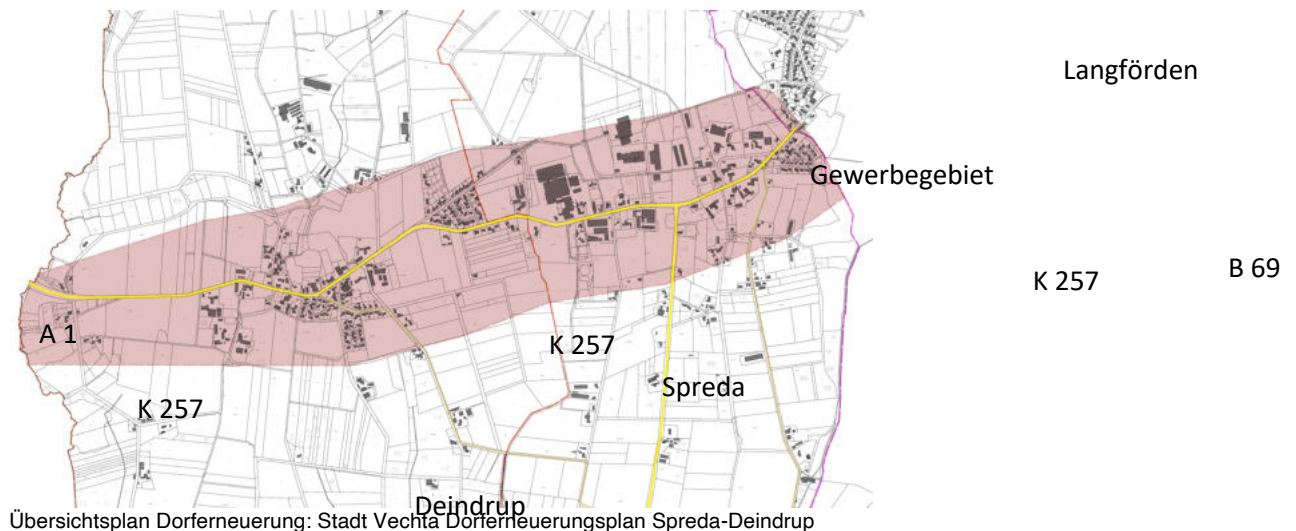 Langförden
Gewerbegebiet
B 69
K 257
A 1
K 257
Spreda
K 257
Deindrup
Übersichtsplan Dorferneuerung: Stadt Vechta Dorferneuerungsplan Spreda-Deindrup